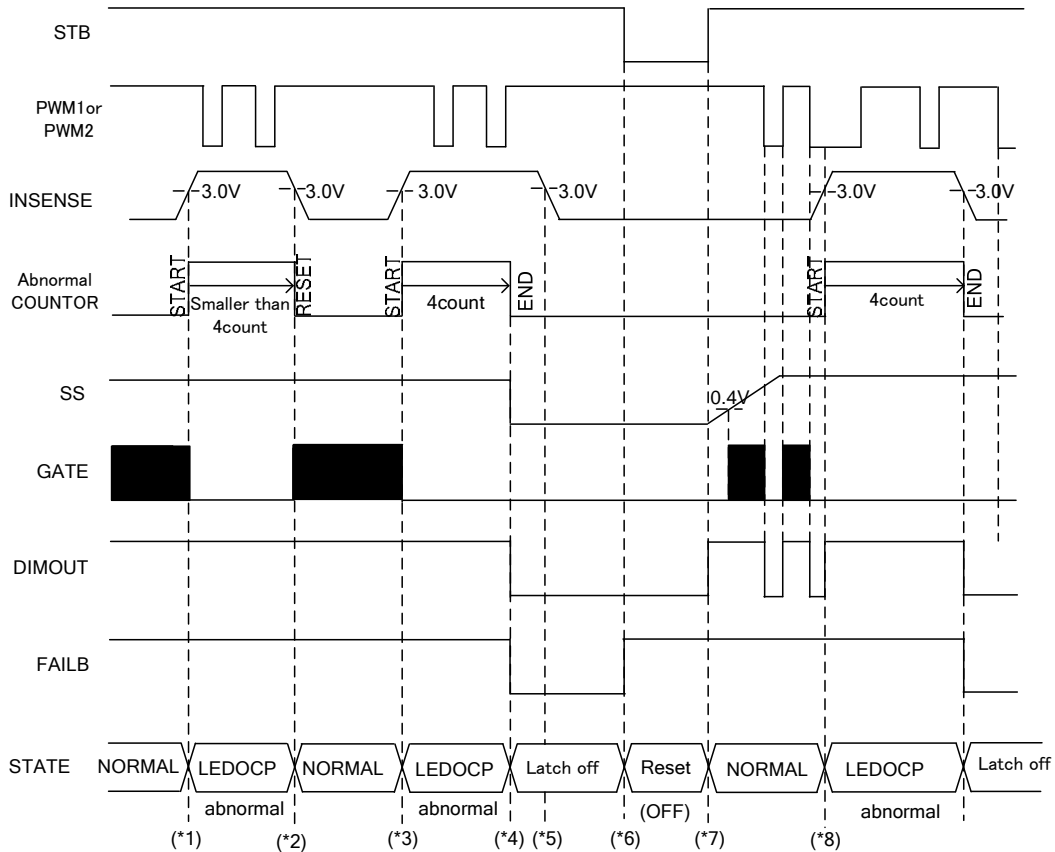 STB
PWM1or
PWM2
INSENSE
3.0V
3.0V
3.0V
3.0V
3.0V
3.0V
Abnormal
COUNTOR
START
Smaller than
4count
RESET
START
4count
END
START
4count
END
SS
0.4V
GATE
DIMOUT
FAILB
STATE
NORMAL
LEDOCP
NORMAL
LEDOCP
Latch off
Reset
NORMAL
LEDOCP
Latch off
abnormal
abnormal
(OFF)
abnormal
(*1)
(*2)
(*3)
(*4)
(*5)
(*6)
(*7)
(*8)